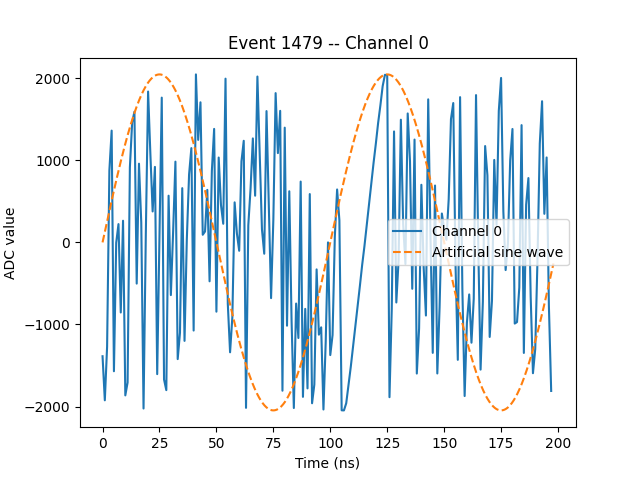 Event 1479 -- Channel 0
ADC value
2000
1000
0
−1000
−2000
Channel 0
Artificial sine wave
0 25 50 75 100 125 150 175 200
Time (ns)